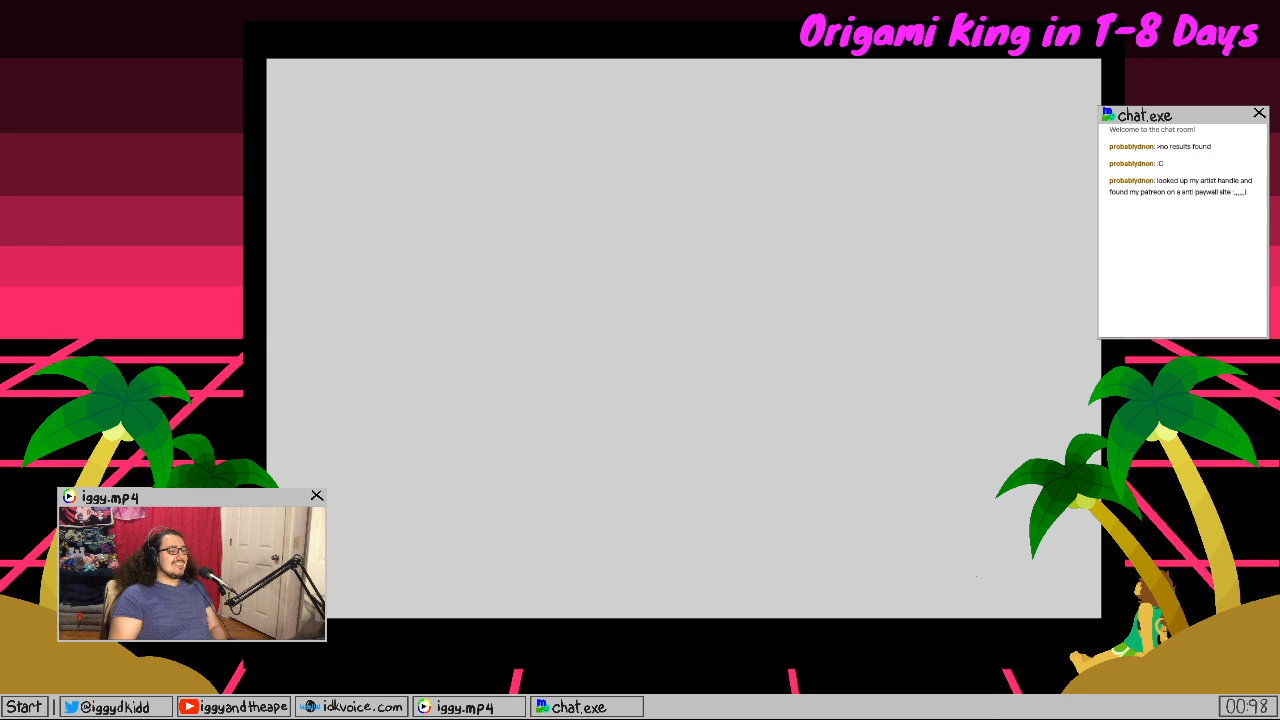 Origami King in T-8 Days
chat.exe
Welcome to the chat room!
probablydnon: >no results found
probablydnon: :C
probablydnon: looked up my artist handle and
found my patreon on a anti paywall site :,,,,,,)
iggy.mp4
Start
@iggydkidd
iggyandtheape
www
idkvoice.com
iggy.mp4
chat.exe
00:98